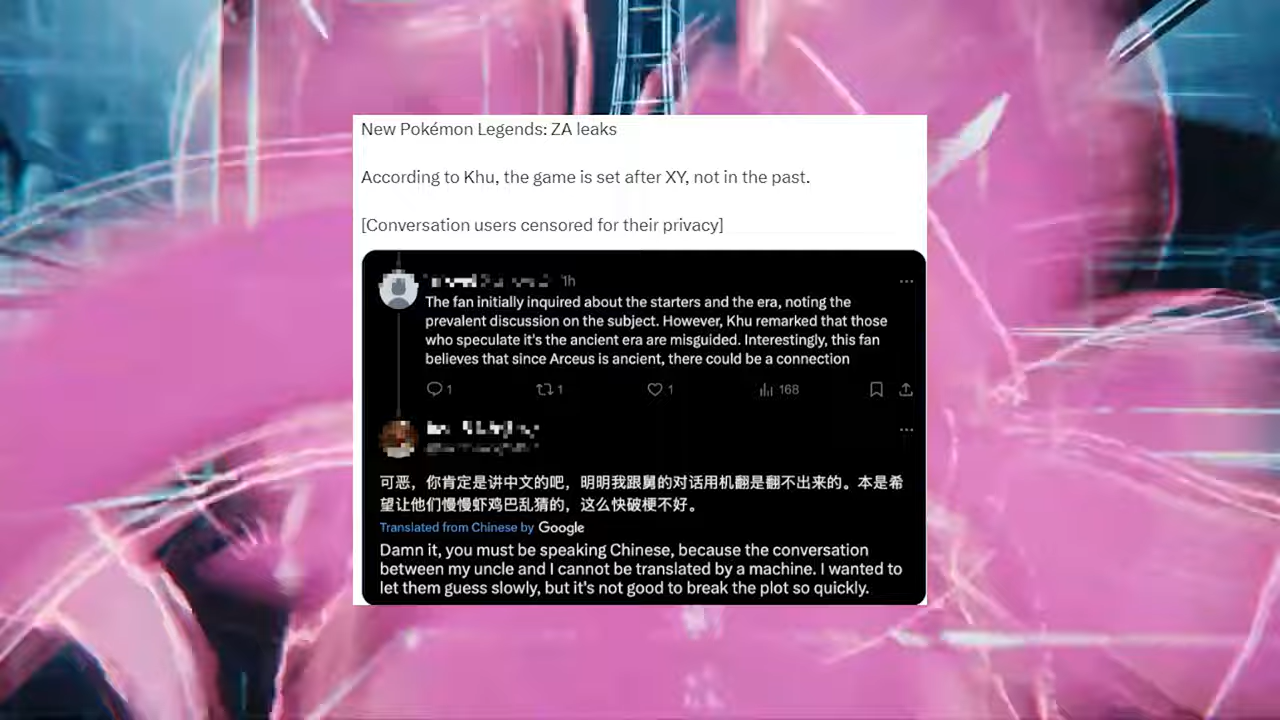 New Pokémon Legends: ZA leaks
According to Khu, the game is set after XY, not in the past.
[Conversation users censored for their privacy]
1h
The fan initially inquired about the starters and the era, noting the
prevalent discussion on the subject. However, Khu remarked that those
who speculate it's the ancient era are misguided. Interestingly, this fan
believes that since Arceus is ancient, there could be a connection
1 1 1 168
可恶，你肯定是讲中文的吧，明明我跟舅的对话用机翻是翻不出来的。本是希
望让他们慢慢虾鸡巴乱猜的，这么快破梗不好。
Translated from Chinese by Google
Damn it, you must be speaking Chinese, because the conversation
between my uncle and I cannot be translated by a machine. I wanted to
let them guess slowly, but it's not good to break the plot so quickly.